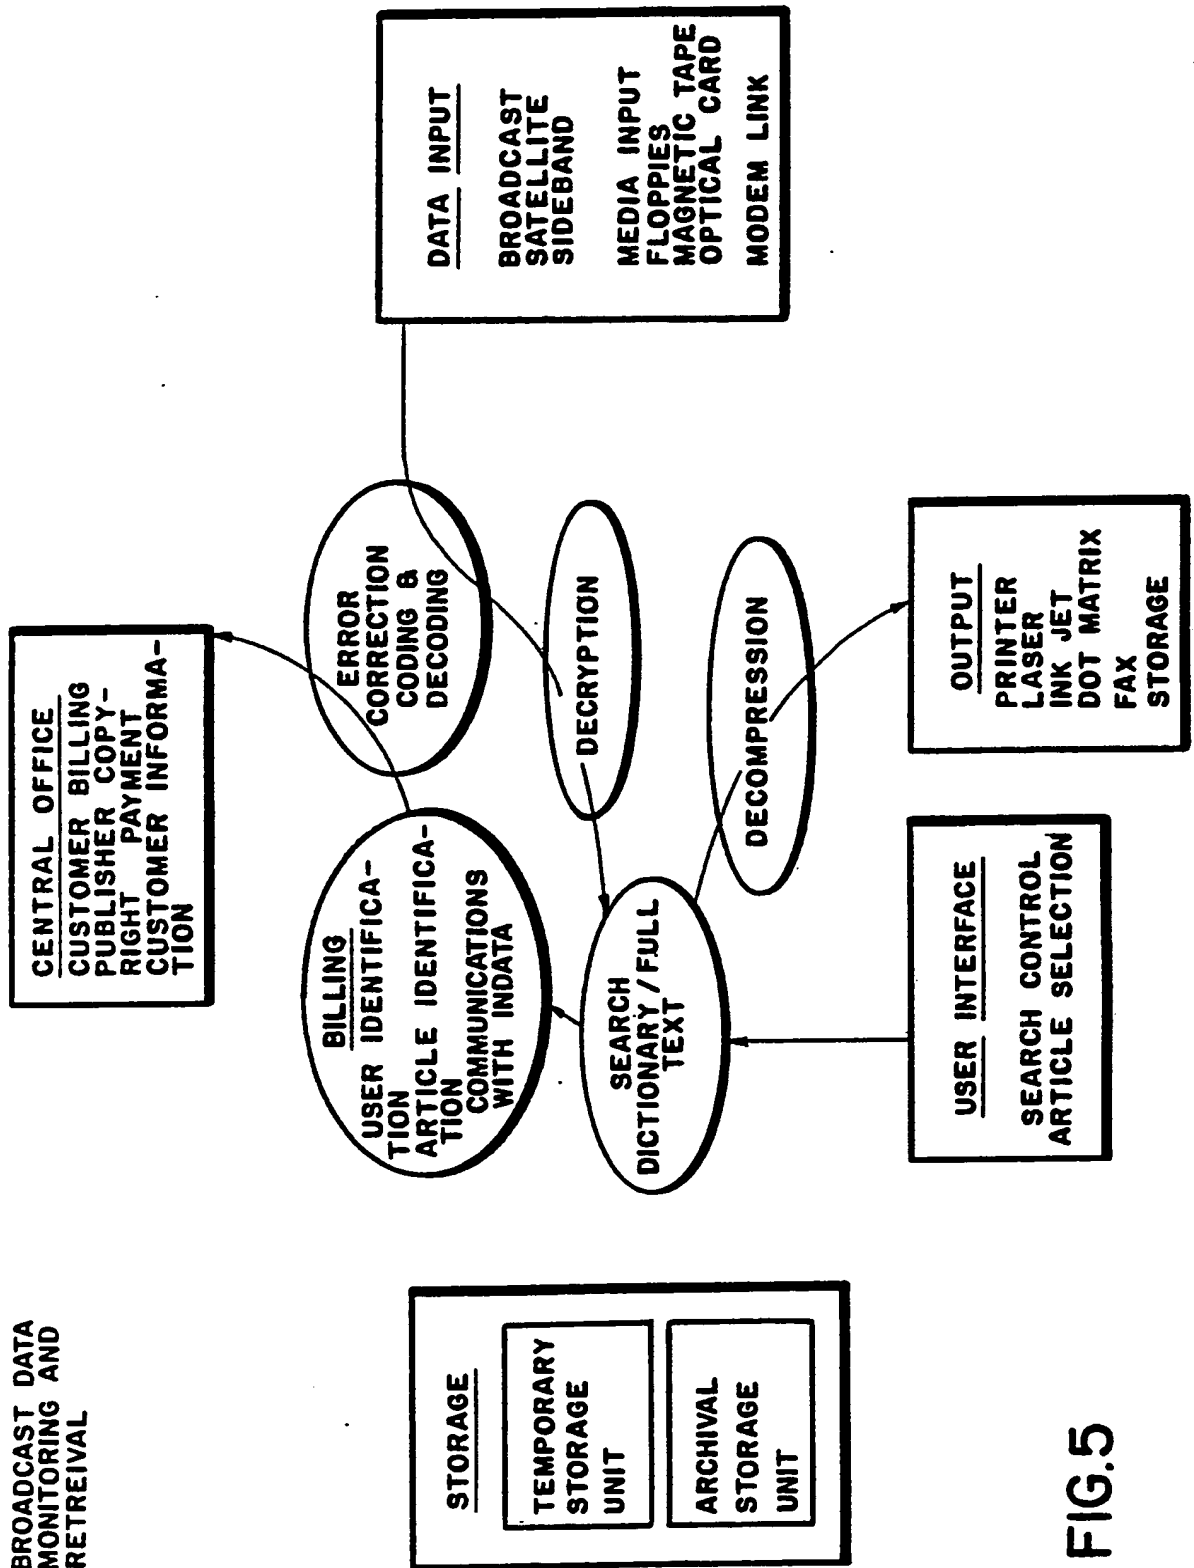 BROADCAST DATA
MONITORING AND
RETREIVAL
CENTRAL OFFICE
CUSTOMER BILLING
PUBLISHER COPY-
RIGHT PAYMENT
CUSTOMER INFORMA-
TION
BILLING
USER IDENTIFICA-
TION
ARTICLE IDENTIFICA-
TION
COMMUNICATIONS
WITH INDATA
ERROR
CORRECTION
CODING &
DECODING
DATA INPUT
BROADCAST
SATELLITE
SIDEBAND
MEDIA INPUT
FLOPPIES
MAGNETIC TAPE
OPTICAL CARD
MODEM LINK
STORAGE
TEMPORARY
STORAGE
UNIT
ARCHIVAL
STORAGE
UNIT
SEARCH
DICTIONARY/FULL
TEXT
DECRYPTION
DECOMPRESSION
USER INTERFACE
SEARCH CONTROL
ARTICLE SELECTION
OUTPUT
PRINTER
LASER
INK JET
DOT MATRIX
FAX
STORAGE
FIG.5